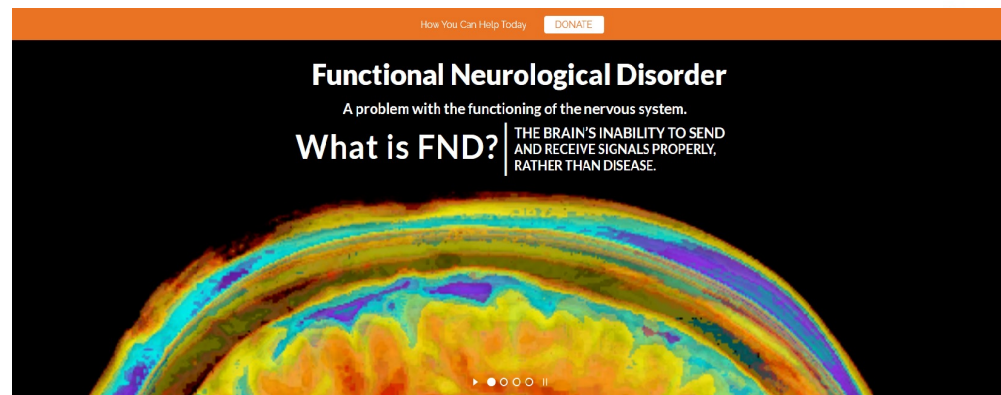 How You Can Help Today DONATE
Functional Neurological Disorder
A problem with the functioning of the nervous system.
What is FND?
THE BRAIN'S INABILITY TO SEND
AND RECEIVE SIGNALS PROPERLY,
RATHER THAN DISEASE.